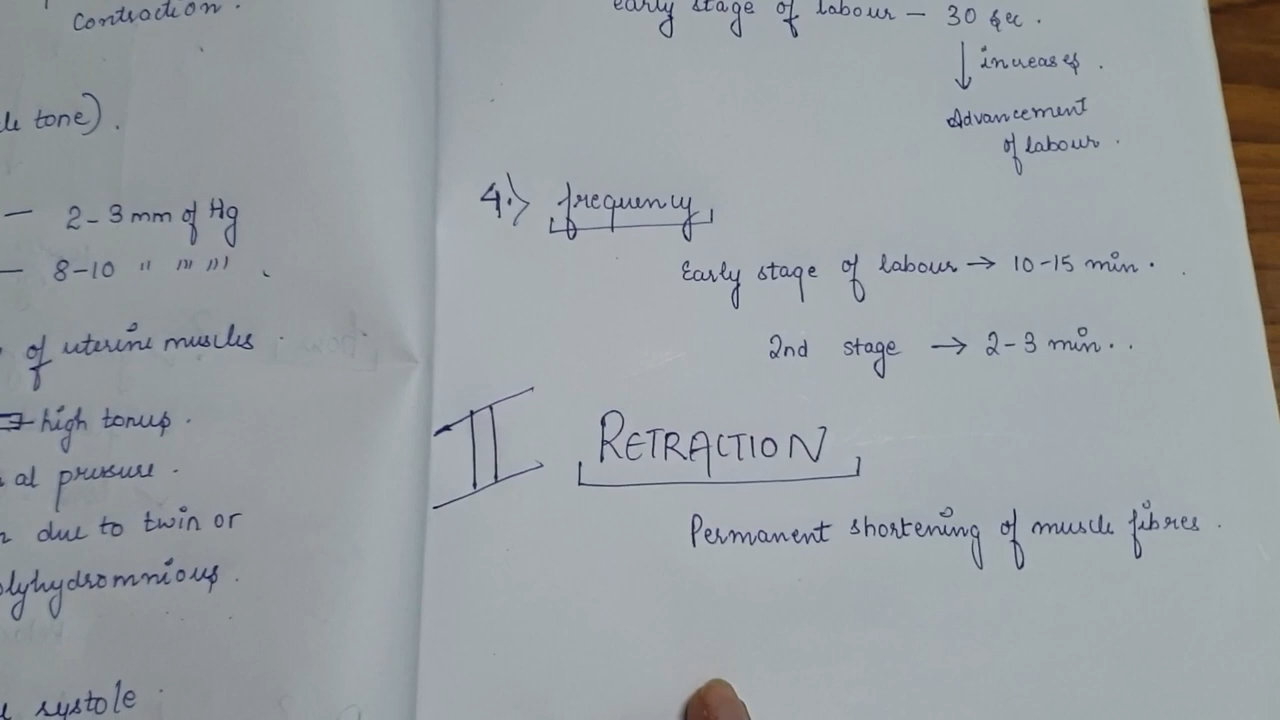 contraction.
tone).
— 2-3 mm of Hg
— 8-10 " "' "'
of uterine muscles
high tonus.
al pressure.
due to twin or
lyhydromnious.
systole
early stage of labour — 30 sec.
↓ increases.
Advancement
of labour.
4.) frequency
Early stage of labour → 10-15 min.
2nd stage → 2-3 min..
II RETRACTION
Permanent shortening of muscle fibres.